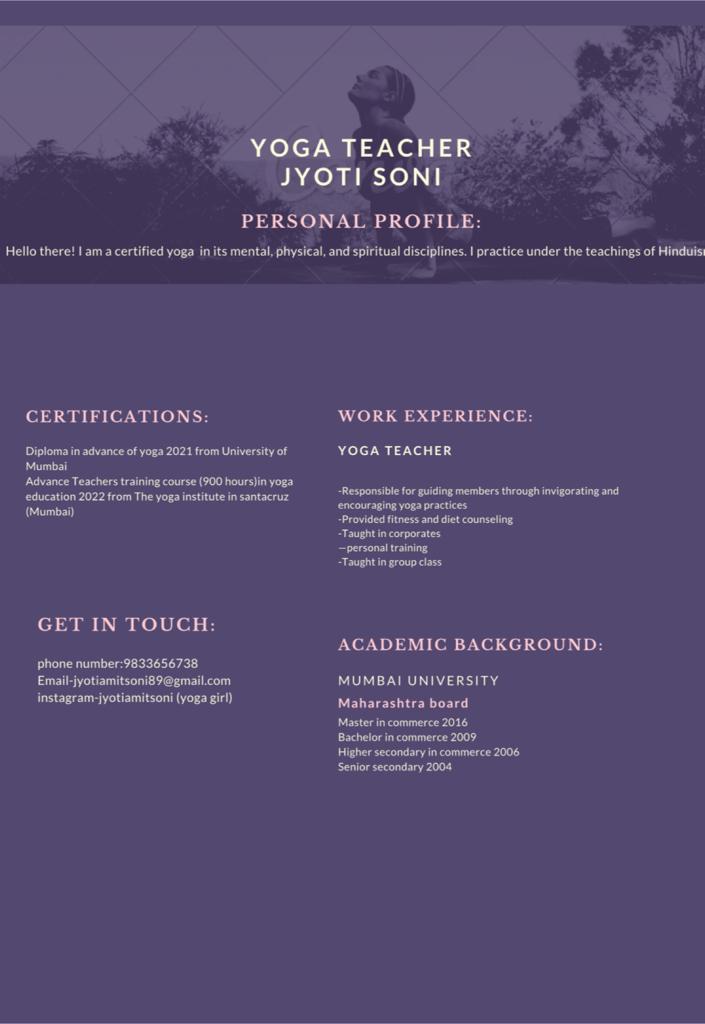 YOGA TEACHER
JYOTI SONI
PERSONAL PROFILE:
Hello there! I am a certified yoga  in its mental, physical, and spiritual disciplines. I practice under the teachings of
CERTIFICATIONS:
Diploma in advance of yoga 2021 from University of
Mumbai
Advance Teachers training course (900 hours)in yoga
education 2022 from The yoga institute in santacruz
(Mumbai)
WORK EXPERIENCE:
YOGA TEACHER
-Responsible for guiding members through invigorating and
encouraging yoga practices
-Provided fitness and diet counseling
-Taught in corporates
—personal training
-Taught in group class
GET IN TOUCH:
phone number:9833656738
Email-jyotiamitsoni89@gmail.com
instagram-jyotiamitsoni (yoga girl)
ACADEMIC BACKGROUND:
MUMBAI UNIVERSITY
Maharashtra board
Master in commerce 2016
Bachelor in commerce 2009
Higher secondary in commerce 2006
Senior secondary 2004